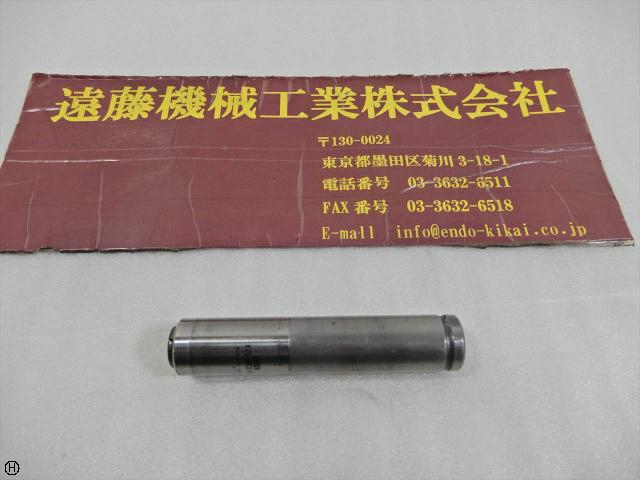 遠藤機械工業株式会社
〒130-0024
東京都墨田区菊川 3-18-1
電話番号 03-3632-6511
FAX 番号 03-3632-6518
E-mall info@endo-kikai.co.jp
H